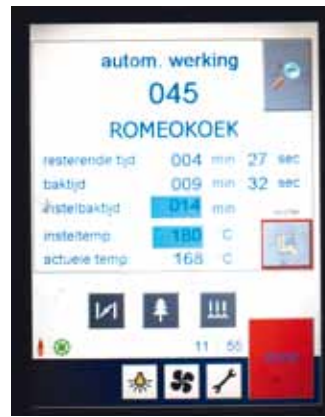 autom. werking
045
ROMEOKOEK
resterende tijd 004 min 27 sec
baktijd 009 min 32 sec
instelbaktijd 014 min
insteltemp. 180 C
actuele temp. 168 C
11 : 55